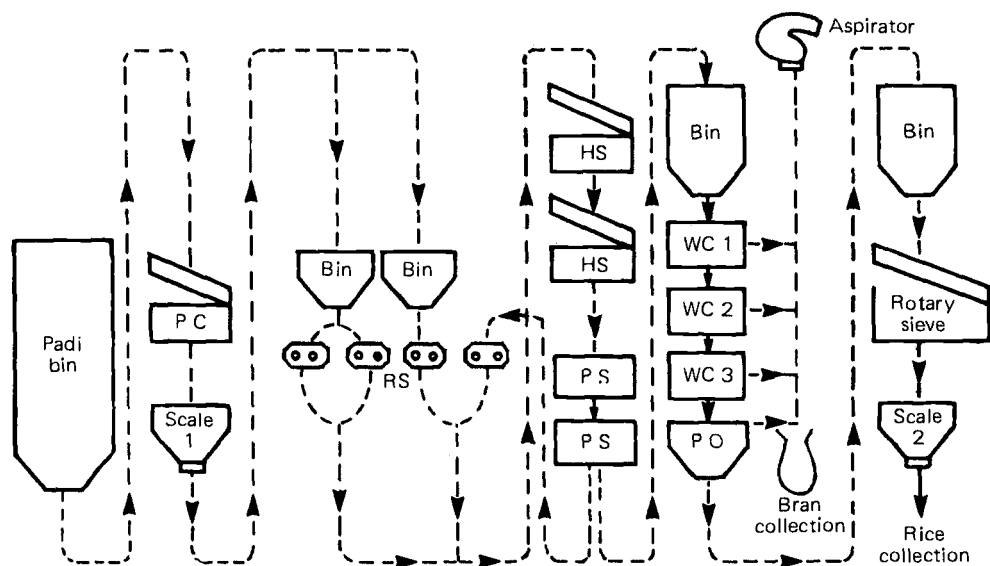 Padi
bin
P C
Scale
1
Bin
Bin
RS
HS
HS
P S
P S
Bin
WC 1
WC 2
WC 3
P O
Aspirator
Bran
collection
Bin
Rotary
sieve
Scale
2
Rice
collection